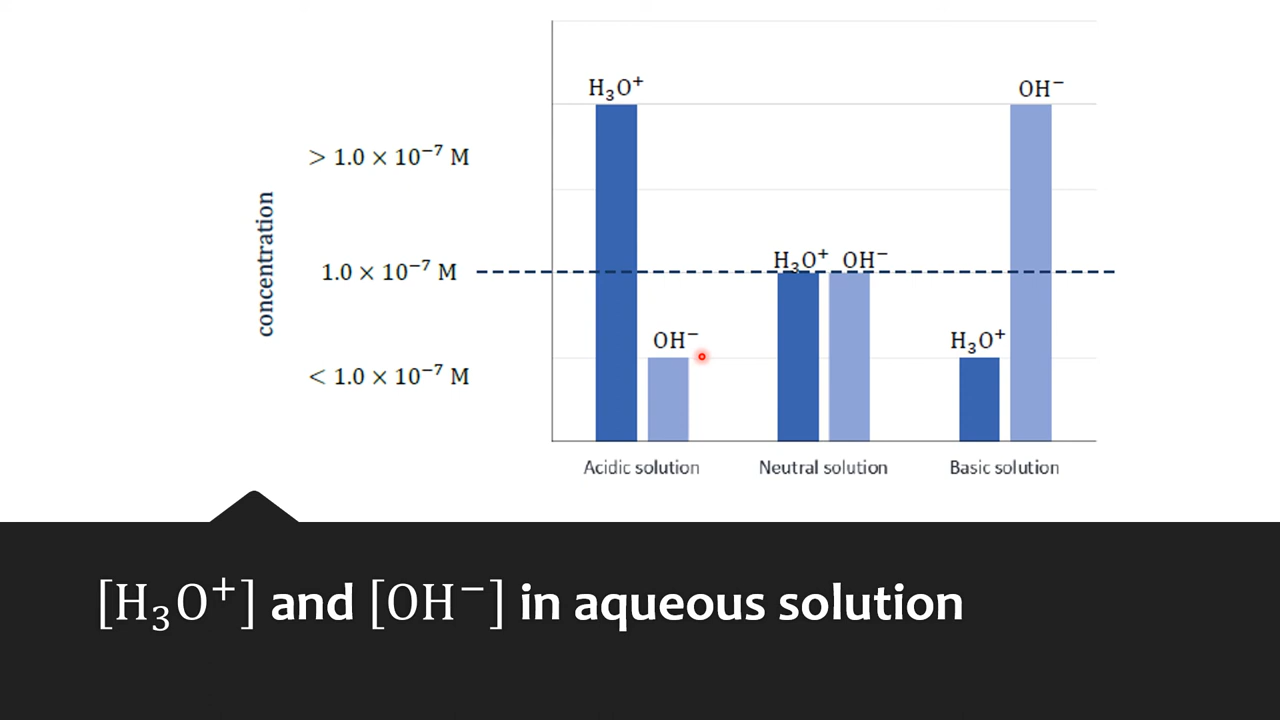 H₃O⁺
OH⁻
> 1.0 × 10⁻⁷ M
concentration
H₃O⁺ OH⁻
1.0 × 10⁻⁷ M
OH⁻
H₃O⁺
< 1.0 × 10⁻⁷ M
Acidic solution
Neutral solution
Basic solution
[H₃O⁺] and [OH⁻] in aqueous solution